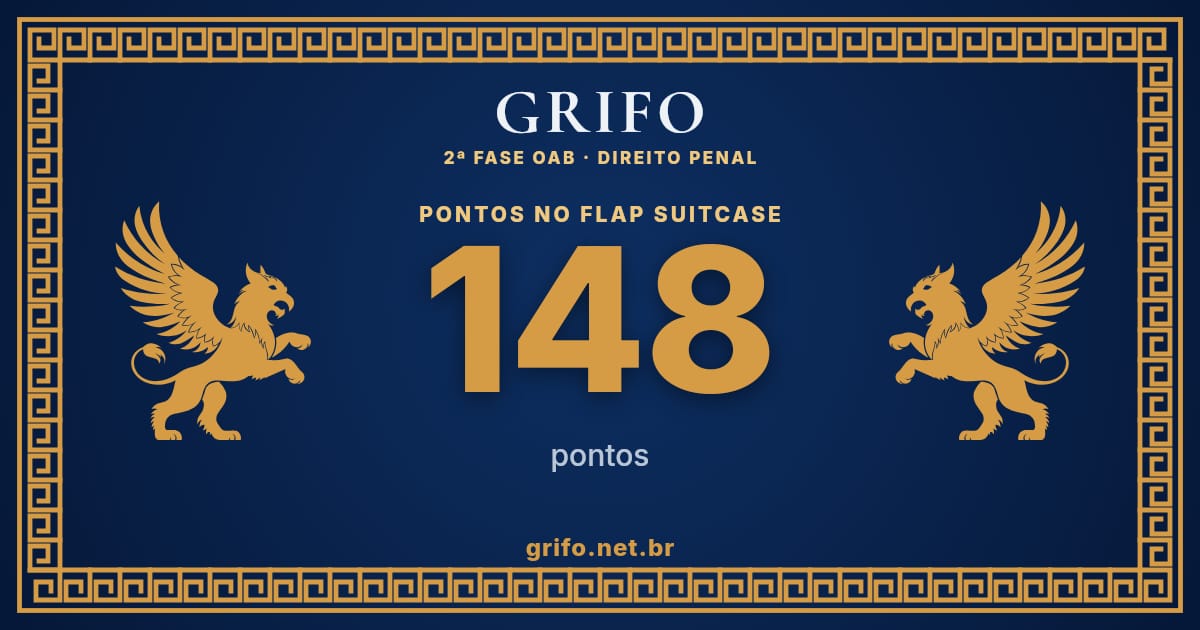 GRIFO
2ª FASE OAB · DIREITO PENAL
PONTOS NO FLAP SUITCASE
148
pontos
grifo.net.br